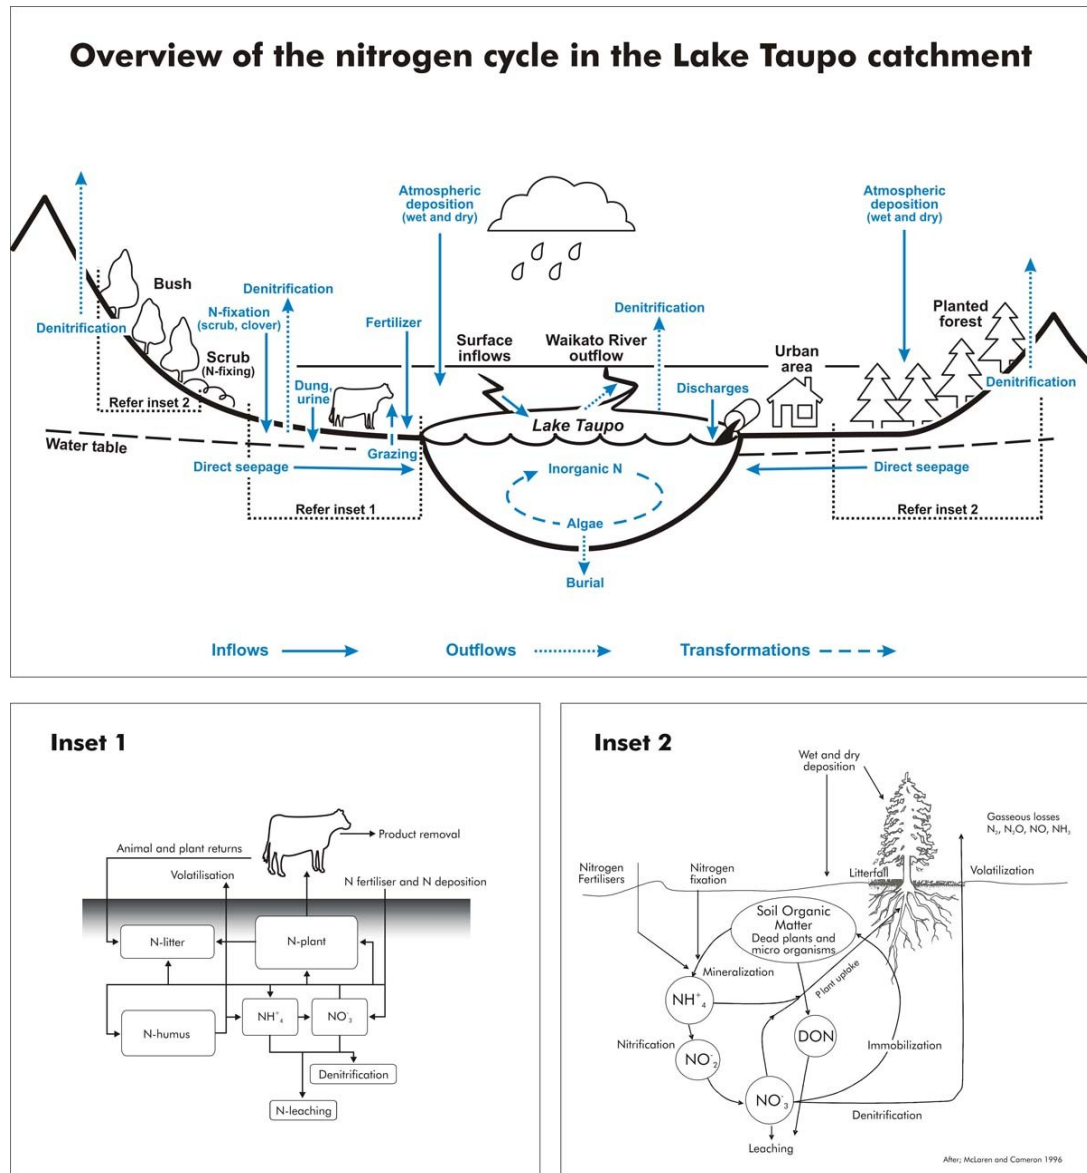 Overview of the nitrogen cycle in the Lake Taupo catchment
Atmospheric
deposition
(wet and dry)
Atmospheric
deposition
(wet and dry)
Bush
Denitrification
N-fixation
(scrub, clover)
Denitrification
Fertilizer
Surface
inflows
Waikato River
outflow
Denitrification
Urban
area
Planted
forest
Denitrification
Scrub
(N-fixing)
Dung,
urine
Discharges
Refer inset 2
Lake Taupo
Water table
Grazing
Direct seepage
Inorganic N
Direct seepage
Refer inset 1
Algae
Refer inset 2
Burial
Inflows
Outflows
Transformations
Inset 1
Product removal
Animal and plant returns
Volatilisation
N fertiliser and N deposition
N-litter
N-plant
N-humus
NH⁺₄
NO⁻₃
Denitrification
N-leaching
Inset 2
Wet and dry
deposition
Gasseous losses
N₂, N₂O, NO, NH₃
Nitrogen
Fertilisers
Nitrogen
fixation
Litterfall
Volatilization
Soil Organic
Matter
Dead plants and
micro organisms
Mineralization
Plant uptake
NH⁺₄
DON
Nitrification
Immobilization
NO⁻₂
NO⁻₃
Denitrification
Leaching
After; McLaren and Cameron 1996